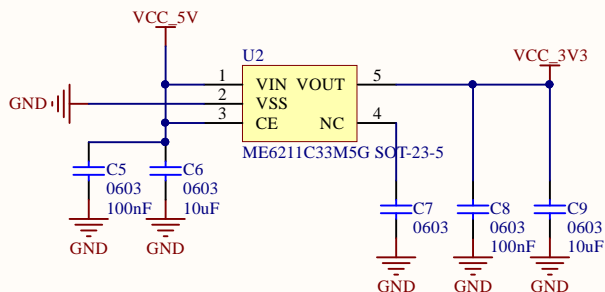 VCC_5V
U2
VCC_3V3
1 VIN VOUT 5
GND 2 VSS
3 CE NC 4
ME6211C33M5G SOT-23-5
C5 C6
0603 0603
100nF 10uF
C7 C8 C9
0603 0603 0603
100nF 10uF
GND GND
GND GND GND